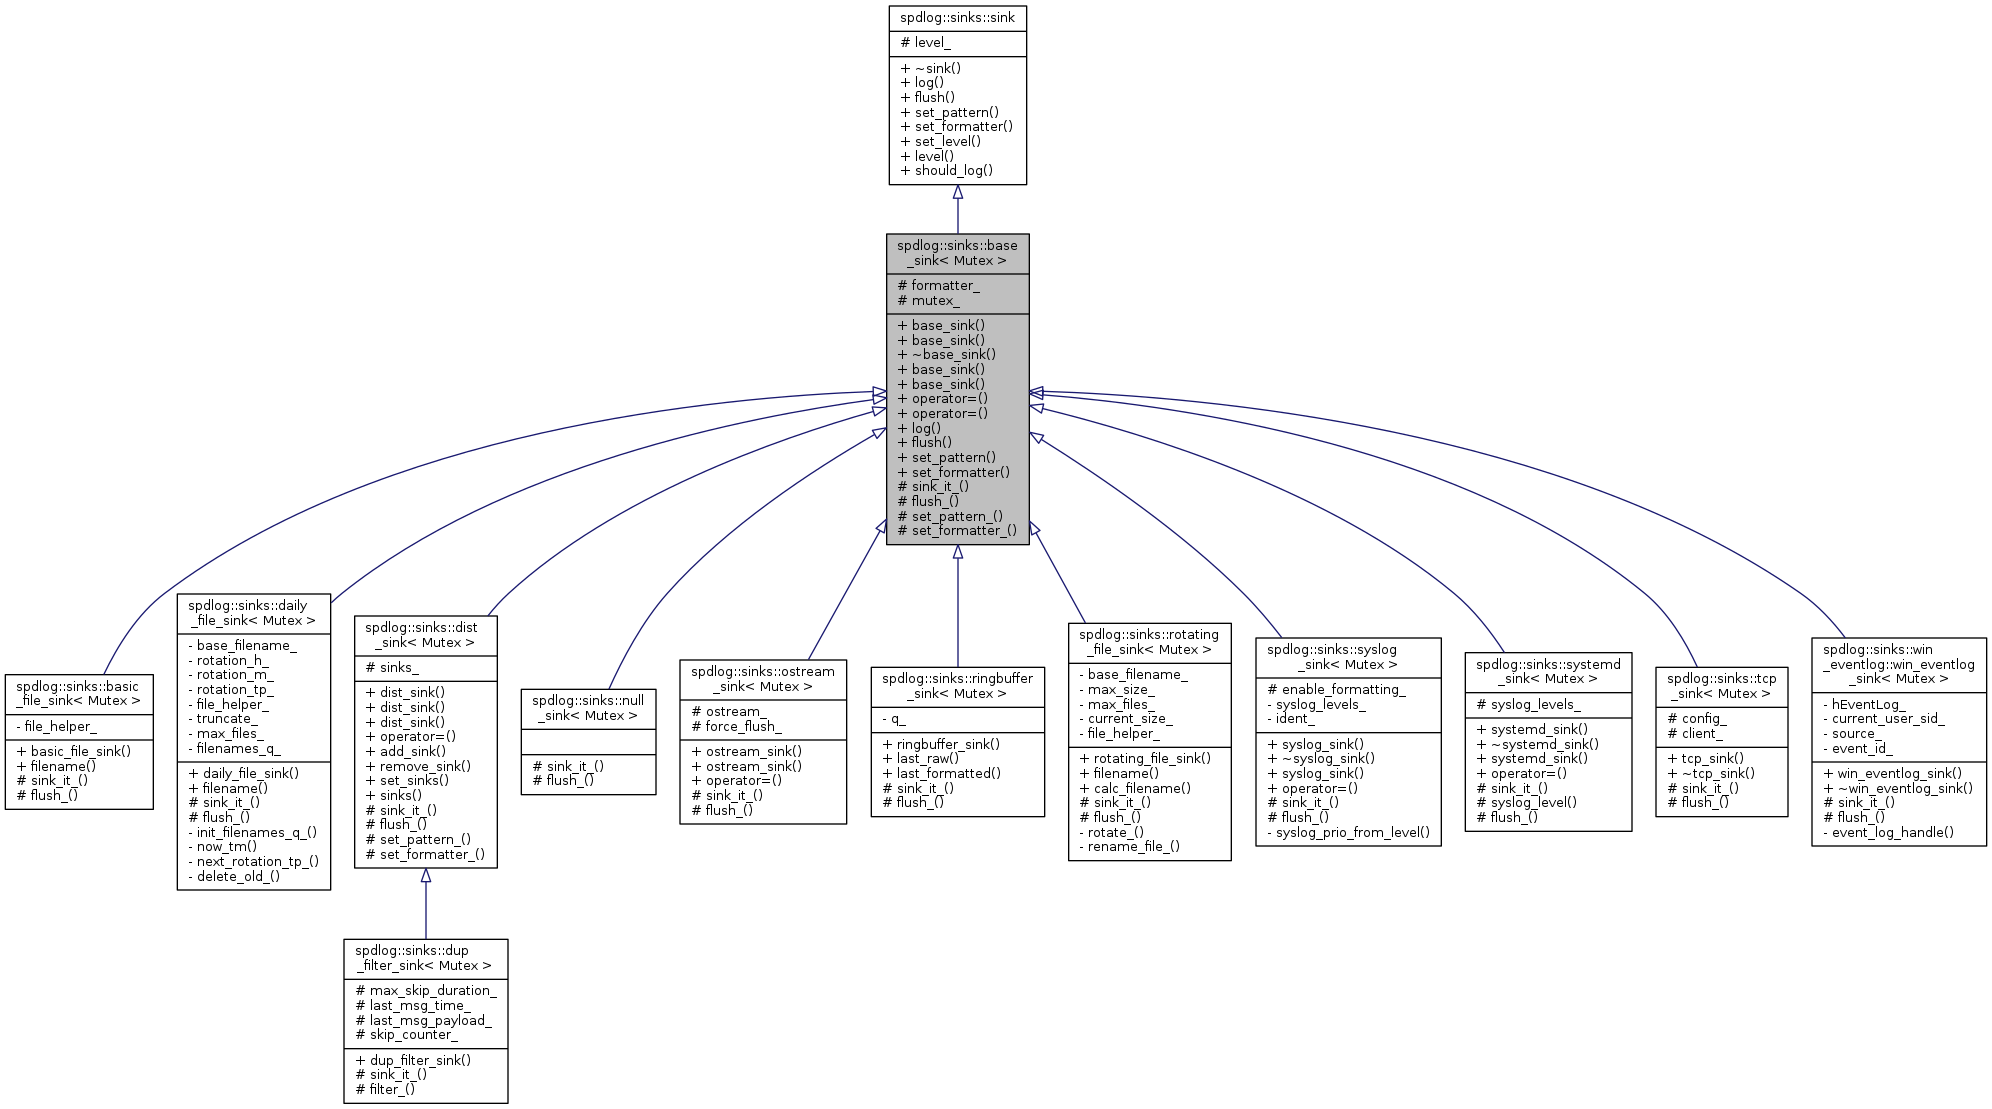 spdlog::sinks::sink
# level_
+ ~sink()
+ log()
+ flush()
+ set_pattern()
+ set_formatter()
+ set_level()
+ level()
+ should_log()
spdlog::sinks::base
_sink< Mutex >
# formatter_
# mutex_
+ base_sink()
+ base_sink()
+ ~base_sink()
+ base_sink()
+ base_sink()
+ operator=()
+ operator=()
+ log()
+ flush()
+ set_pattern()
+ set_formatter()
# sink_it_()
# flush_()
# set_pattern_()
# set_formatter_()
spdlog::sinks::basic
_file_sink< Mutex >
- file_helper_
+ basic_file_sink()
+ filename()
# sink_it_()
# flush_()
spdlog::sinks::daily
_file_sink< Mutex >
- base_filename_
- rotation_h_
- rotation_m_
- rotation_tp_
- file_helper_
- truncate_
- max_files_
- filenames_q_
+ daily_file_sink()
+ filename()
# sink_it_()
# flush_()
- init_filenames_q_()
- now_tm()
- next_rotation_tp_()
- delete_old_()
spdlog::sinks::dist
_sink< Mutex >
# sinks_
+ dist_sink()
+ dist_sink()
+ dist_sink()
+ operator=()
+ add_sink()
+ remove_sink()
+ set_sinks()
+ sinks()
# sink_it_()
# flush_()
# set_pattern_()
# set_formatter_()
spdlog::sinks::null
_sink< Mutex >
# sink_it_()
# flush_()
spdlog::sinks::ostream
_sink< Mutex >
# ostream_
# force_flush_
+ ostream_sink()
+ ostream_sink()
+ operator=()
# sink_it_()
# flush_()
spdlog::sinks::ringbuffer
_sink< Mutex >
- q_
+ ringbuffer_sink()
+ last_raw()
+ last_formatted()
# sink_it_()
# flush_()
spdlog::sinks::rotating
_file_sink< Mutex >
- base_filename_
- max_size_
- max_files_
- current_size_
- file_helper_
+ rotating_file_sink()
+ filename()
+ calc_filename()
# sink_it_()
# flush_()
- rotate_()
- rename_file_()
spdlog::sinks::syslog
_sink< Mutex >
# enable_formatting_
- syslog_levels_
- ident_
+ syslog_sink()
+ ~syslog_sink()
+ syslog_sink()
+ operator=()
# sink_it_()
# flush_()
- syslog_prio_from_level()
spdlog::sinks::systemd
_sink< Mutex >
# syslog_levels_
+ systemd_sink()
+ ~systemd_sink()
+ systemd_sink()
+ operator=()
# sink_it_()
# syslog_level()
# flush_()
spdlog::sinks::tcp
_sink< Mutex >
# config_
# client_
+ tcp_sink()
+ ~tcp_sink()
# sink_it_()
# flush_()
spdlog::sinks::win
_eventlog::win_eventlog
_sink< Mutex >
- hEventLog_
- current_user_sid_
- source_
- event_id_
+ win_eventlog_sink()
+ ~win_eventlog_sink()
# sink_it_()
# flush_()
- event_log_handle()
spdlog::sinks::dup
_filter_sink< Mutex >
# max_skip_duration_
# last_msg_time_
# last_msg_payload_
# skip_counter_
+ dup_filter_sink()
# sink_it_()
# filter_()